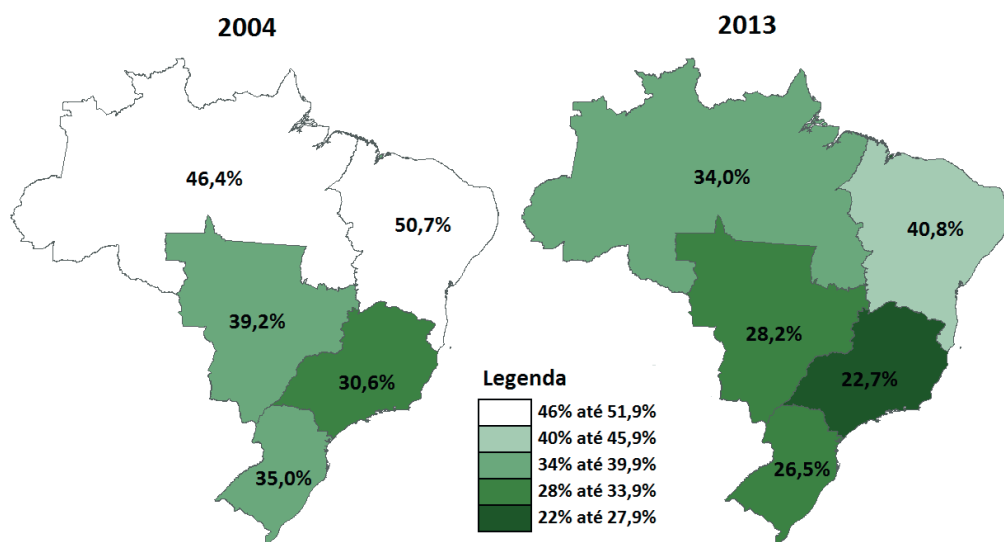 2004
2013
46,4%
50,7%
39,2%
30,6%
35,0%
34,0%
40,8%
28,2%
22,7%
26,5%
Legenda
46% até 51,9%
40% até 45,9%
34% até 39,9%
28% até 33,9%
22% até 27,9%